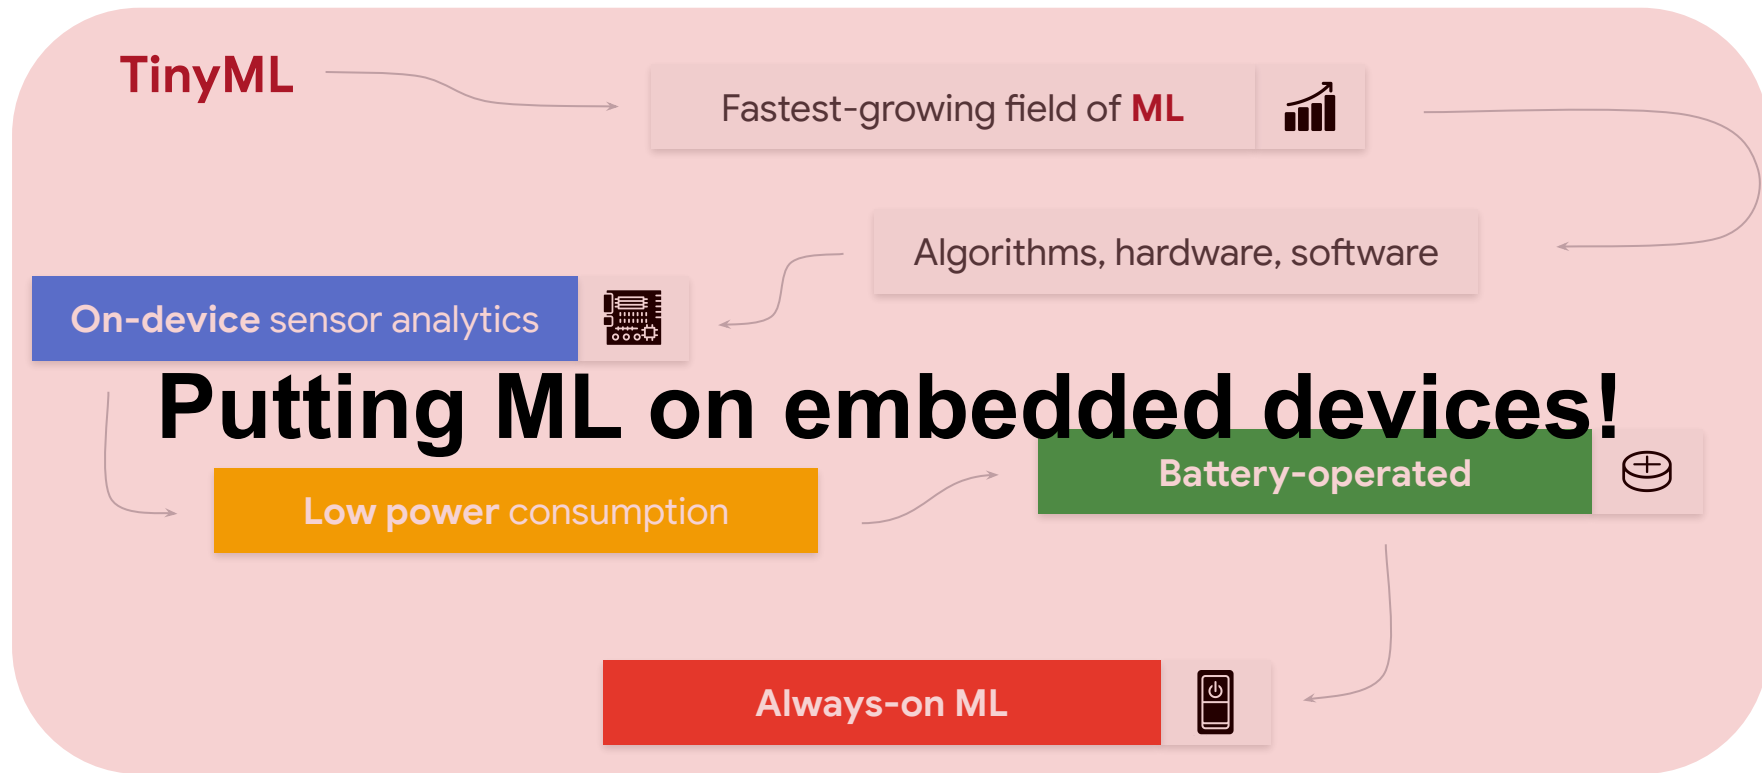 TinyML
Fastest-growing field of ML
Algorithms, hardware, software
On-device sensor analytics
Putting ML on embedded devices!
Low power consumption
Battery-operated
Always-on ML